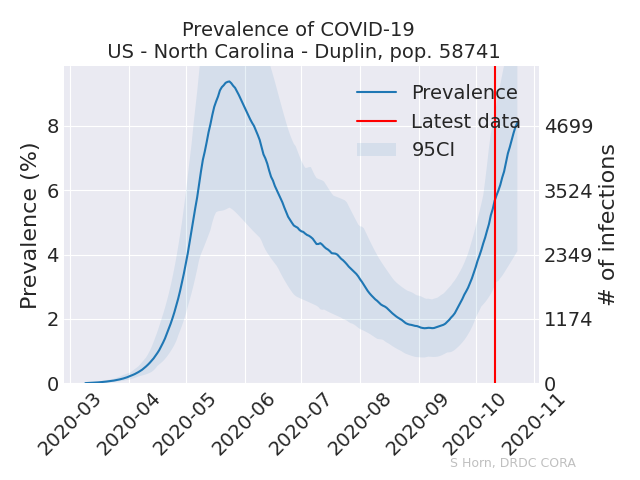 Prevalence of COVID-19
US - North Carolina - Duplin, pop. 58741
Prevalence
Latest data
95CI
Prevalence (%)
8
6
4
2
0
4699
3524
2349
1174
0
# of infections
2020-03
2020-04
2020-05
2020-06
2020-07
2020-08
2020-09
2020-10
2020-11
S Horn, DRDC CORA